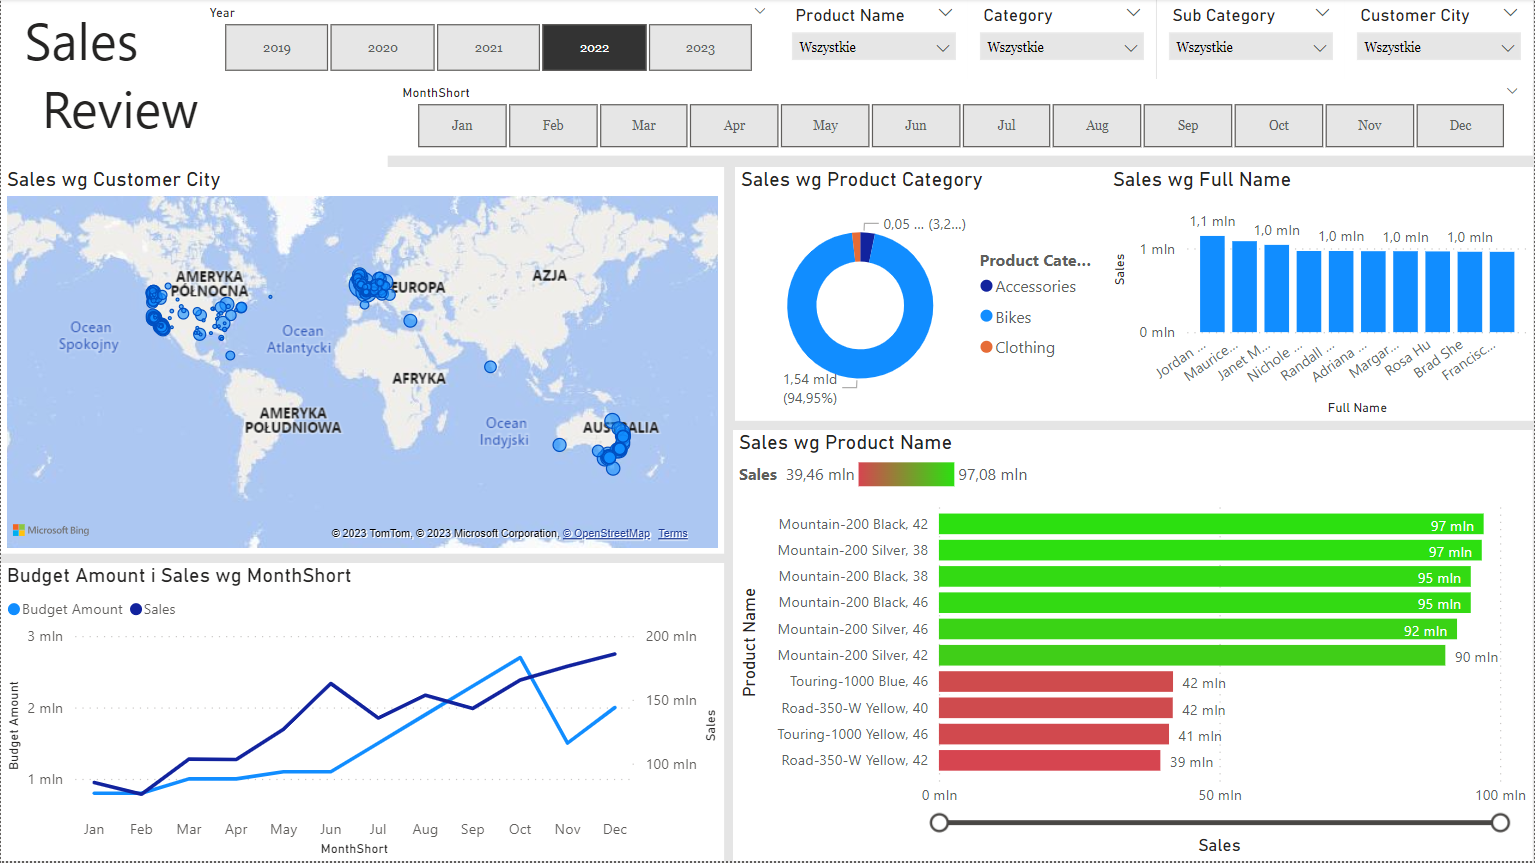 Sales
Review
Year
2019
2020
2021
2022
2023
Product Name
Wszystkie
Category
Wszystkie
Sub Category
Wszystkie
Customer City
Wszystkie
MonthShort
Jan
Feb
Mar
Apr
May
Jun
Jul
Aug
Sep
Oct
Nov
Dec
Sales wg Customer City
AMERYKA
PÓŁNOCNA
EUROPA
AZJA
Ocean
Spokojny
Ocean
Atlantycki
AFRYKA
AMERYKA
POŁUDNIOWA
Ocean
Indyjski
AUSTRALIA
Microsoft Bing
© 2023 TomTom, © 2023 Microsoft Corporation, © OpenStreetMap Terms
Sales wg Product Category
0,05 ... (3,2...)
1,54 mld
(94,95%)
Product Cate...
Accessories
Bikes
Clothing
Sales wg Full Name
Sales
1 mln
0 mln
1,1 mln
1,0 mln
1,0 mln
1,0 mln
1,0 mln
Jordan ...
Maurice...
Janet M...
Nichole ...
Randall ...
Adriana ...
Margar...
Rosa Hu
Brad She
Francisc...
Full Name
Budget Amount i Sales wg MonthShort
Budget Amount Sales
Budget Amount
3 mln
2 mln
1 mln
200 mln
150 mln
100 mln
Sales
Jan Feb Mar Apr May Jun Jul Aug Sep Oct Nov Dec
MonthShort
Sales wg Product Name
Sales 39,46 mln 97,08 mln
Product Name
Mountain-200 Black, 42 97 mln
Mountain-200 Silver, 38 97 mln
Mountain-200 Black, 38 95 mln
Mountain-200 Black, 46 95 mln
Mountain-200 Silver, 46 92 mln
Mountain-200 Silver, 42 90 mln
Touring-1000 Blue, 46 42 mln
Road-350-W Yellow, 40 42 mln
Touring-1000 Yellow, 46 41 mln
Road-350-W Yellow, 42 39 mln
0 mln 50 mln 100 mln
Sales